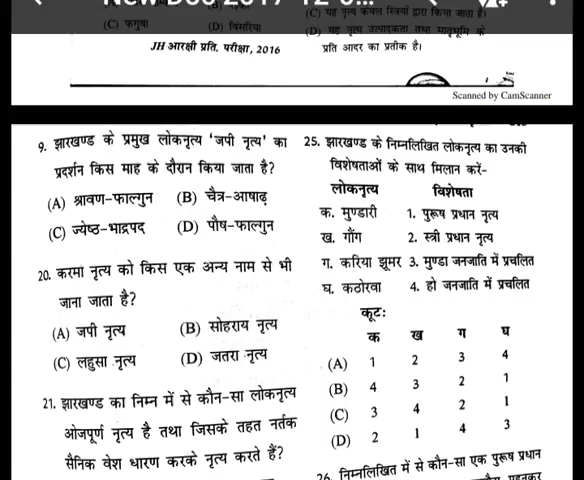 (C) फगुवा
(D) विंसरिया
JH आरक्षी प्रति. परीक्षा, 2016
(C) यह नृत्य केवल स्त्रियों द्वारा किया जाता है।
(D) यह नृत्य उत्पादकता तथा मातृभूमि के
प्रति आदर का प्रतीक है।
Scanned by CamScanner
9. झारखण्ड के प्रमुख लोकनृत्य 'जपी नृत्य' का
प्रदर्शन किस माह के दौरान किया जाता है?
(A) श्रावण-फाल्गुन (B) चैत्र-आषाढ़
(C) ज्येष्ठ-भाद्रपद (D) पौष-फाल्गुन
20. करमा नृत्य को किस एक अन्य नाम से भी
जाना जाता है?
(A) जपी नृत्य (B) सोहराय नृत्य
(C) लहुसा नृत्य (D) जतरा नृत्य
21. झारखण्ड का निम्न में से कौन-सा लोकनृत्य
ओजपूर्ण नृत्य है तथा जिसके तहत नर्तक
सैनिक वेश धारण करके नृत्य करते हैं?
25. झारखण्ड के निम्नलिखित लोकनृत्य का उनकी
विशेषताओं के साथ मिलान करें-
लोकनृत्य विशेषता
क. मुण्डारी 1. पुरूष प्रधान नृत्य
ख. गौंग 2. स्त्री प्रधान नृत्य
ग. करिया झूमर 3. मुण्डा जनजाति में प्रचलित
घ. कठोरवा 4. हो जनजाति में प्रचलित
कूटः
क ख ग घ
(A) 1 2 3 4
(B) 4 3 2 1
(C) 3 4 2 1
(D) 2 1 4 3
26. निम्नलिखित में से कौन-सा एक पुरूष प्रधान